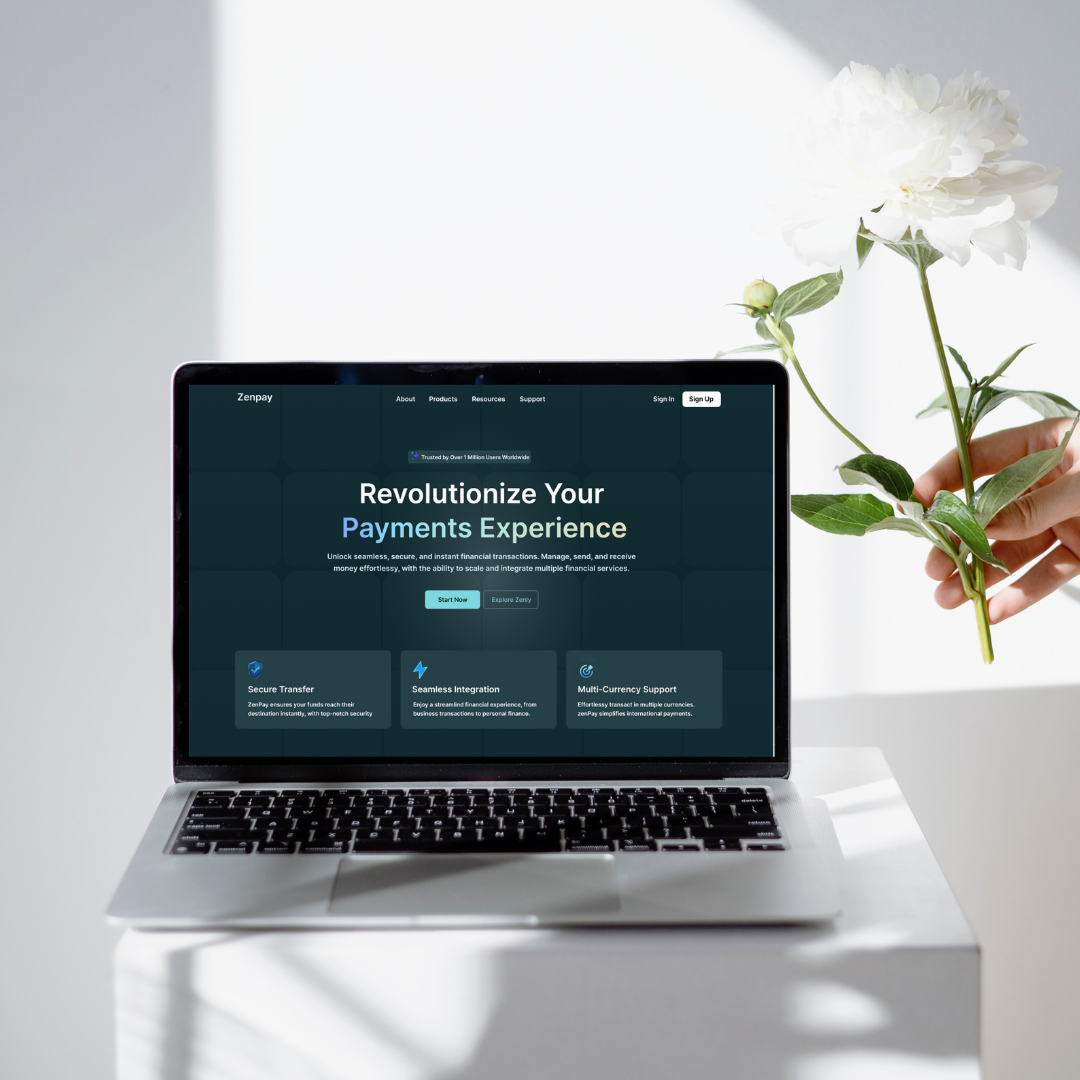 Zenpay
About Products Resources Support
Sign In Sign Up
Trusted by Over 1 Million Users Worldwide
Revolutionize Your
Payments Experience
Unlock seamless, secure, and instant financial transactions. Manage, send, and receive
money effortlessly, with the ability to scale and integrate multiple financial services.
Start Now Explore Zenly
Secure Transfer
ZenPay ensures your funds reach their
destination instantly, with top-notch security
Seamless Integration
Enjoy a streamlind financial experience, from
business transactions to personal finance.
Multi-Currency Support
Effortlessy transact in multiple currencies.
zenPay simplifies international payments.
delete
return
shift